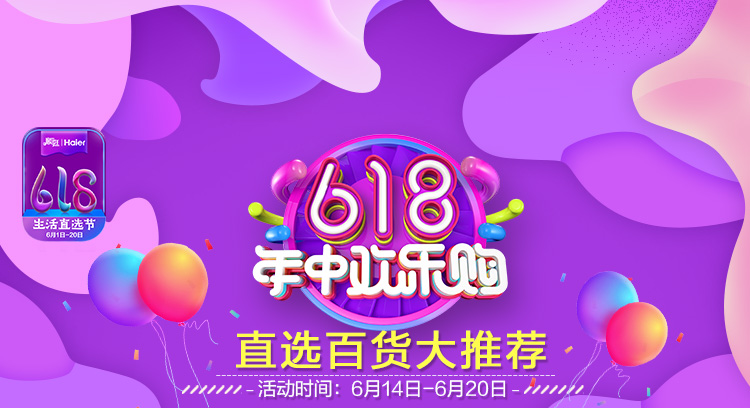 Haier
618
生活直选节
6月1日-20日
618
年中欢乐购
直选百货大推荐
- 活动时间：6月14日-6月20日 -